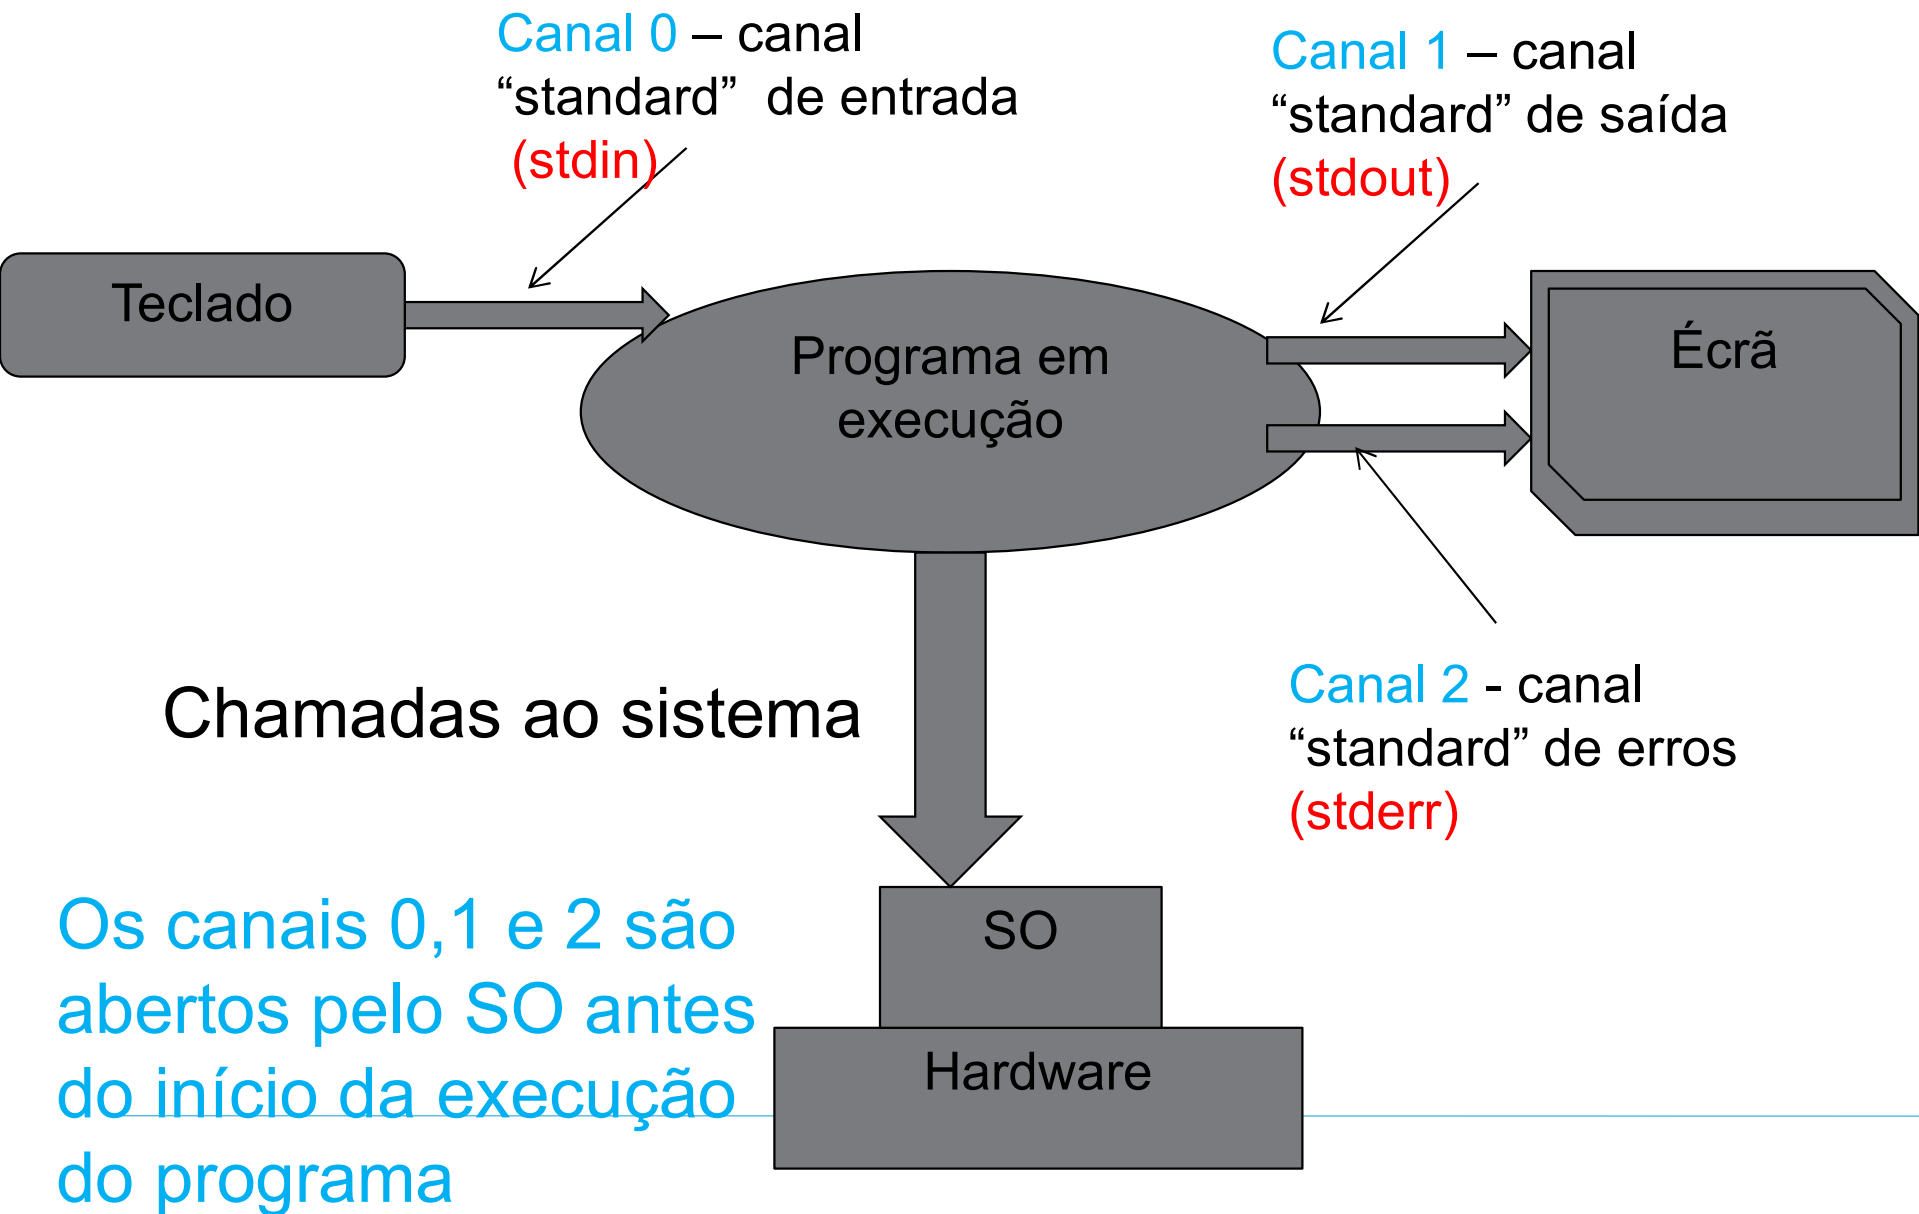 Canal 0 – canal
“standard”  de entrada
(stdin)
Canal 1 – canal
“standard” de saída
(stdout)
Teclado
Programa em
execução
Écrã
Chamadas ao sistema
Canal 2 - canal
“standard” de erros
(stderr)
Os canais 0,1 e 2 são
abertos pelo SO antes
do início da execução
do programa
SO
Hardware